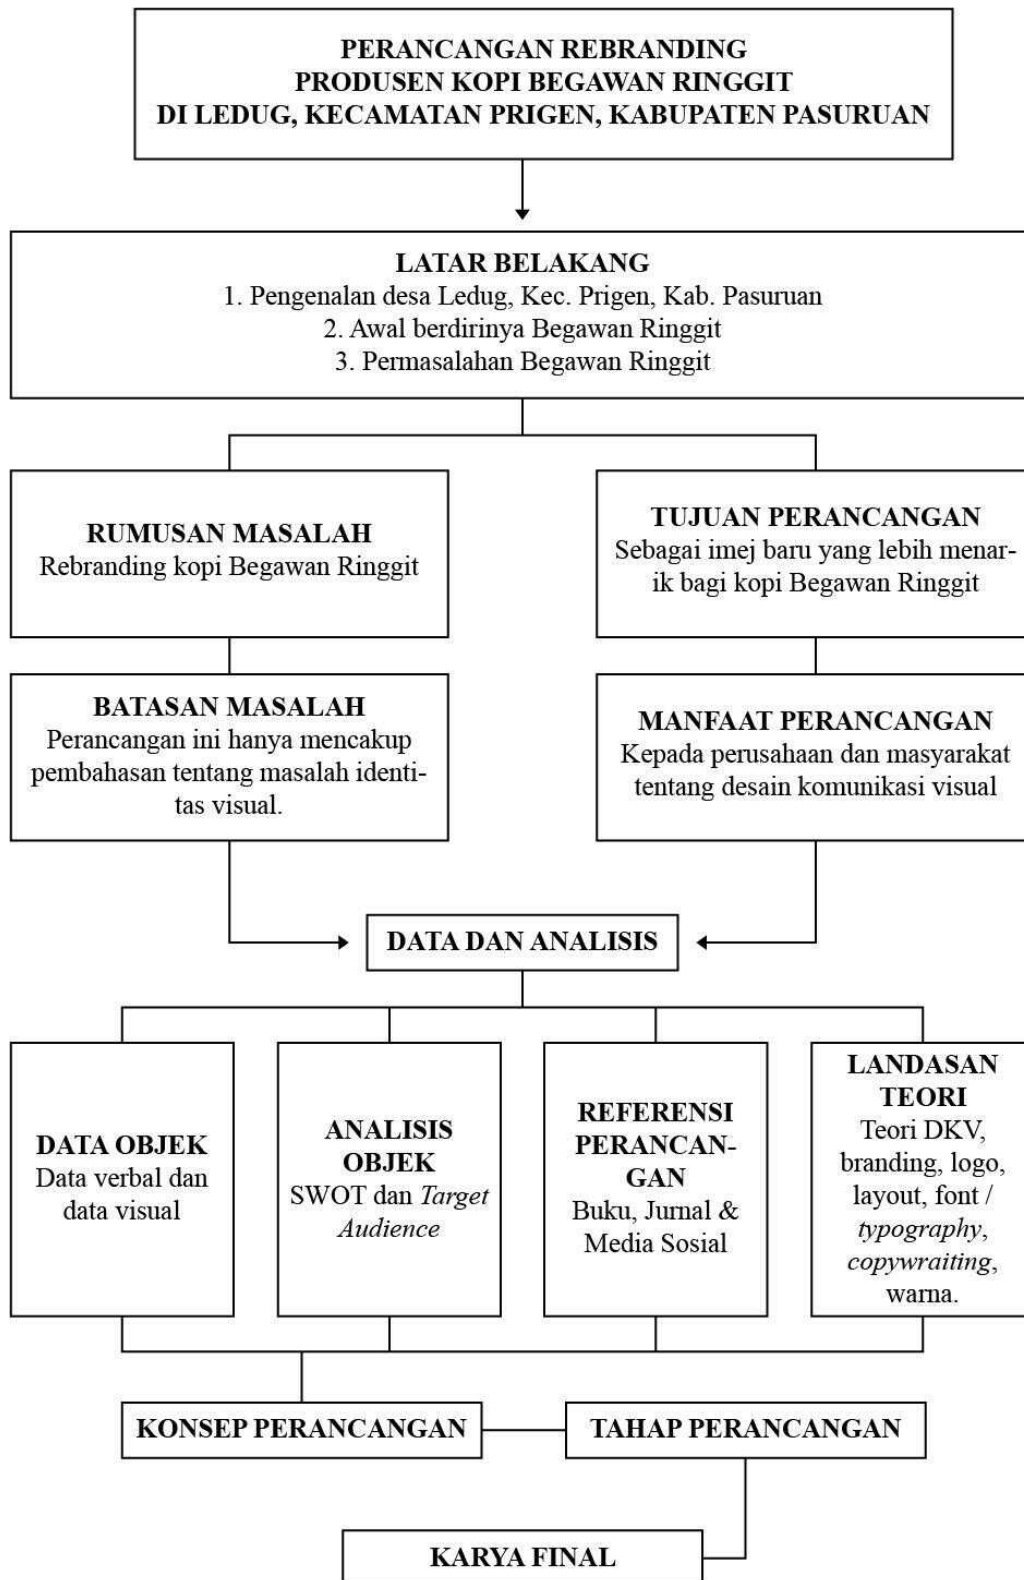 PERANCANGAN REBRANDING
PRODUSEN KOPI BEGAWAN RINGGIT
DI LEDUG, KECAMATAN PRIGEN, KABUPATEN PASURUAN
LATAR BELAKANG
1. Pengenalan desa Ledug, Kec. Prigen, Kab. Pasuruan
2. Awal berdirinya Begawan Ringgit
3. Permasalahan Begawan Ringgit
RUMUSAN MASALAH
Rebranding kopi Begawan Ringgit
TUJUAN PERANCANGAN
Sebagai imej baru yang lebih menar-
ik bagi kopi Begawan Ringgit
BATASAN MASALAH
Perancangan ini hanya mencakup
pembahasan tentang masalah identi-
tas visual.
MANFAAT PERANCANGAN
Kepada perusahaan dan masyarakat
tentang desain komunikasi visual
DATA DAN ANALISIS
DATA OBJEK
Data verbal dan
data visual
ANALISIS
OBJEK
SWOT dan Target
Audience
REFERENSI
PERANCAN-
GAN
Buku, Jurnal &
Media Sosial
LANDASAN
TEORI
Teori DKV,
branding, logo,
layout, font /
typography,
copywraiting,
warna.
KONSEP PERANCANGAN
TAHAP PERANCANGAN
KARYA FINAL